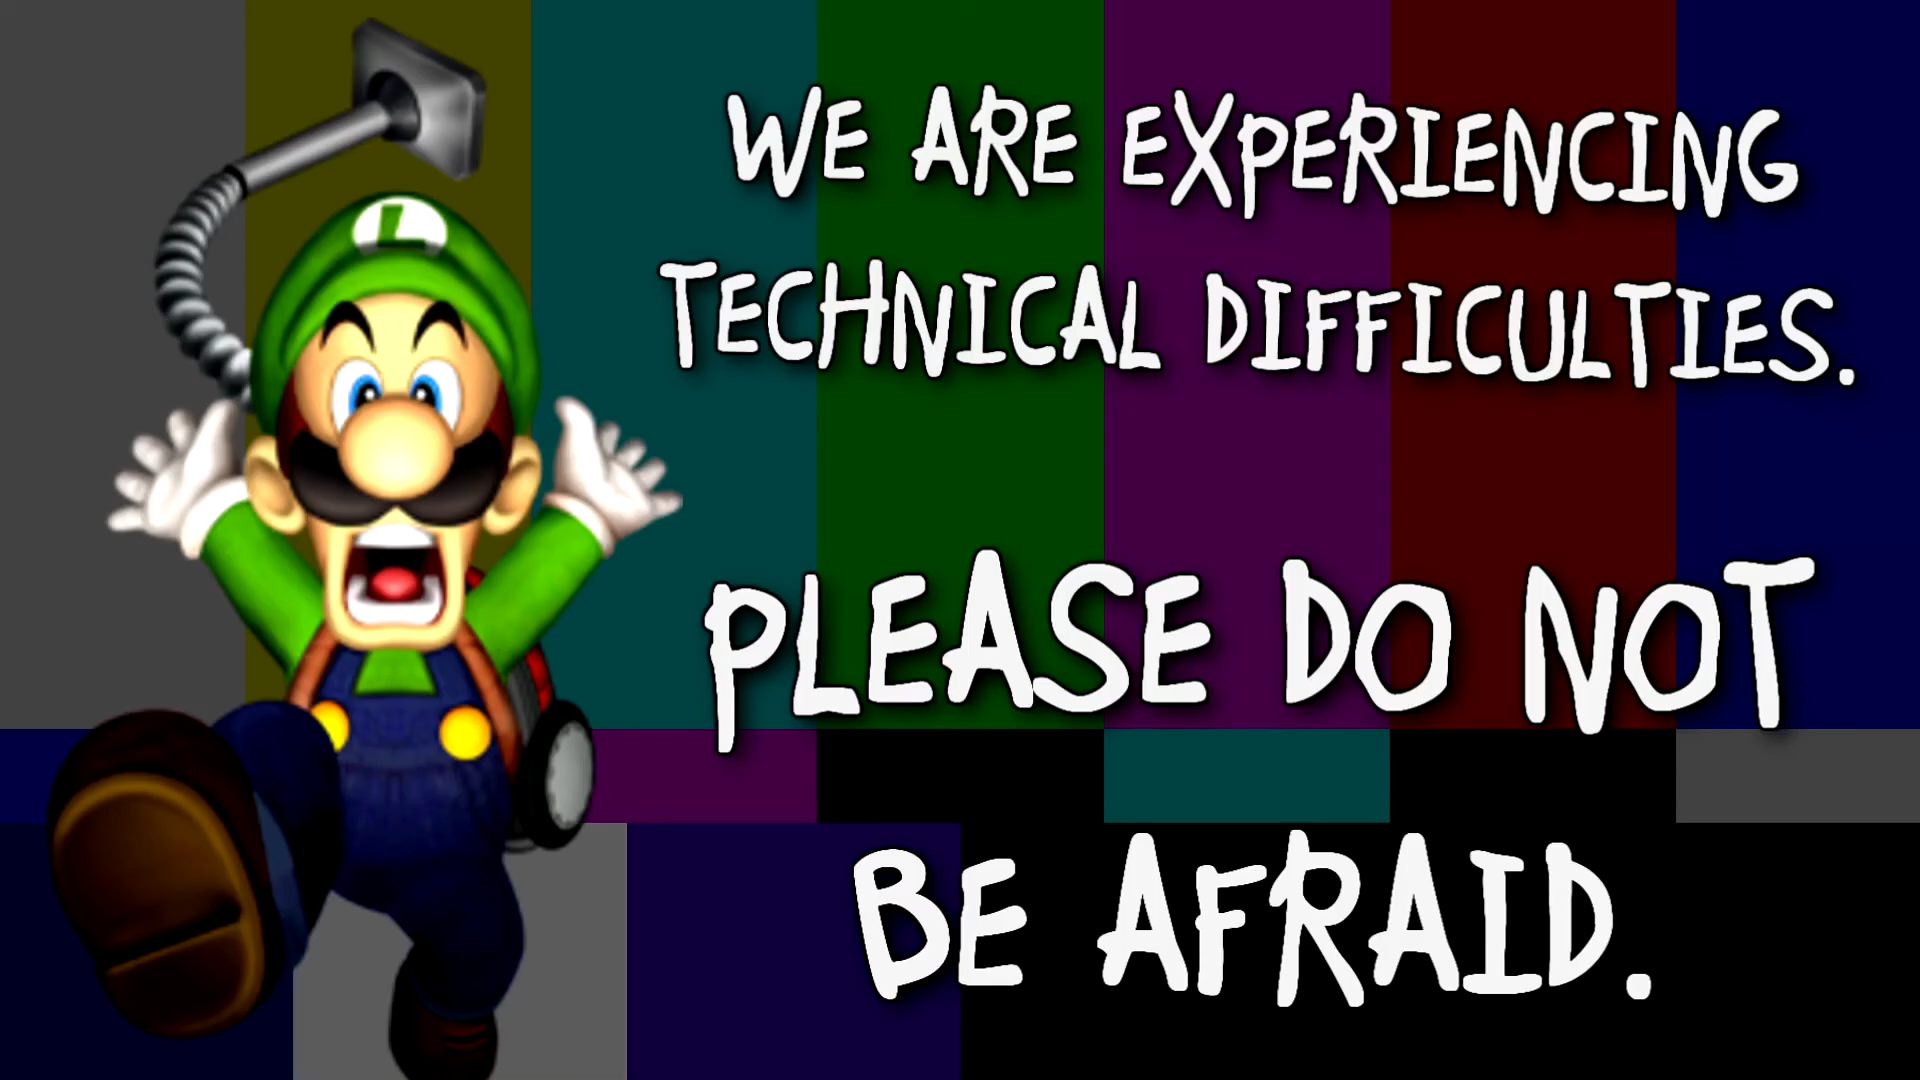 L
WE ARE EXPERIENCING
TECHNICAL DIFFICULTIES.
PLEASE DO NOT
BE AFRAID.